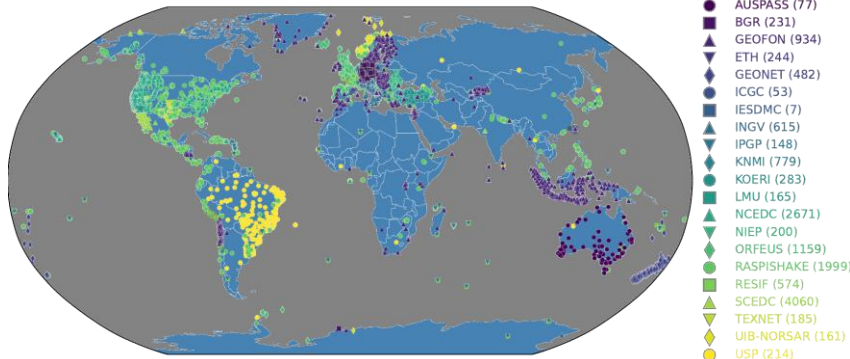 AUSPASS (77)
BGR (231)
GEOFON (934)
ETH (244)
GEONET (482)
ICGC (53)
IESDMC (7)
INGV (615)
IPGP (148)
KNMI (779)
KOERI (283)
LMU (165)
NCEDC (2671)
NIEP (200)
ORFEUS (1159)
RASPISHAKE (1999)
RESIF (574)
SCEDC (4060)
TEXNET (185)
UIB-NORSAR (161)
USP (214)